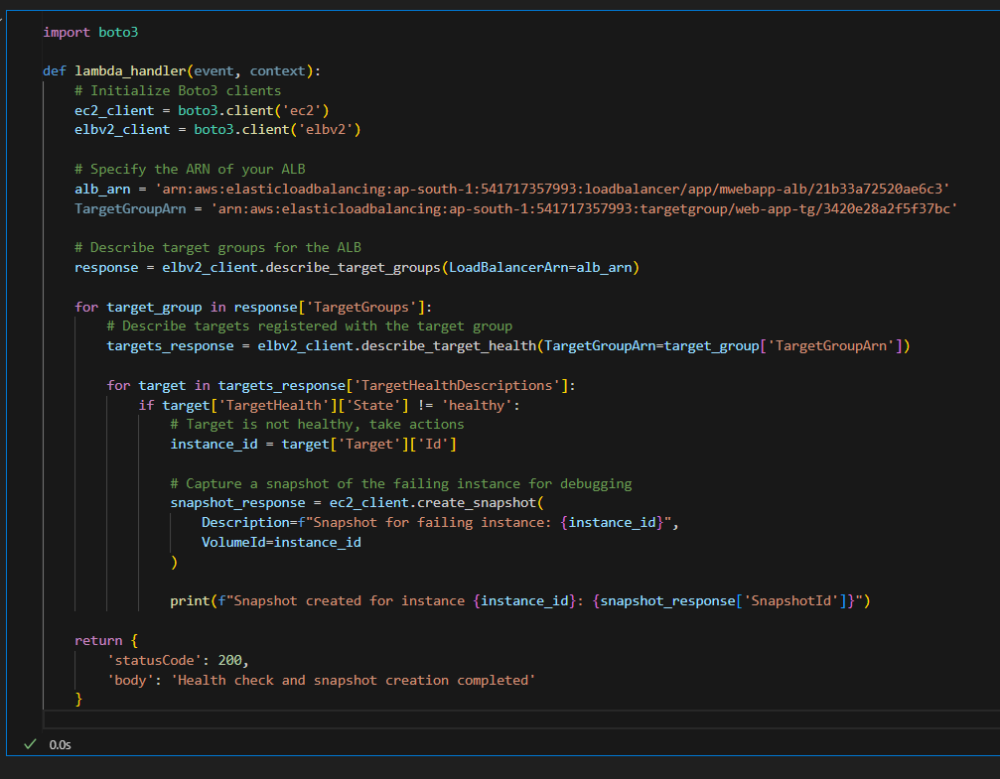 import boto3
def lambda_handler(event, context):
# Initialize Boto3 clients
ec2_client = boto3.client('ec2')
elbv2_client = boto3.client('elbv2')
# Specify the ARN of your ALB
alb_arn = 'arn:aws:elasticloadbalancing:ap-south-1:541717357993:loadbalancer/app/mwebapp-alb/21b33a72520ae6c3'
TargetGroupArn = 'arn:aws:elasticloadbalancing:ap-south-1:541717357993:targetgroup/web-app-tg/3420e28a2f5f37bc'
# Describe target groups for the ALB
response = elbv2_client.describe_target_groups(LoadBalancerArn=alb_arn)
for target_group in response['TargetGroups']:
# Describe targets registered with the target group
targets_response = elbv2_client.describe_target_health(TargetGroupArn=target_group['TargetGroupArn'])
for target in targets_response['TargetHealthDescriptions']:
if target['TargetHealth']['State'] != 'healthy':
# Target is not healthy, take actions
instance_id = target['Target']['Id']
# Capture a snapshot of the failing instance for debugging
snapshot_response = ec2_client.create_snapshot(
Description=f"Snapshot for failing instance: {instance_id}",
VolumeId=instance_id
)
print(f"Snapshot created for instance {instance_id}: {snapshot_response['SnapshotId']}")
return {
'statusCode': 200,
'body': 'Health check and snapshot creation completed'
}
0.0s